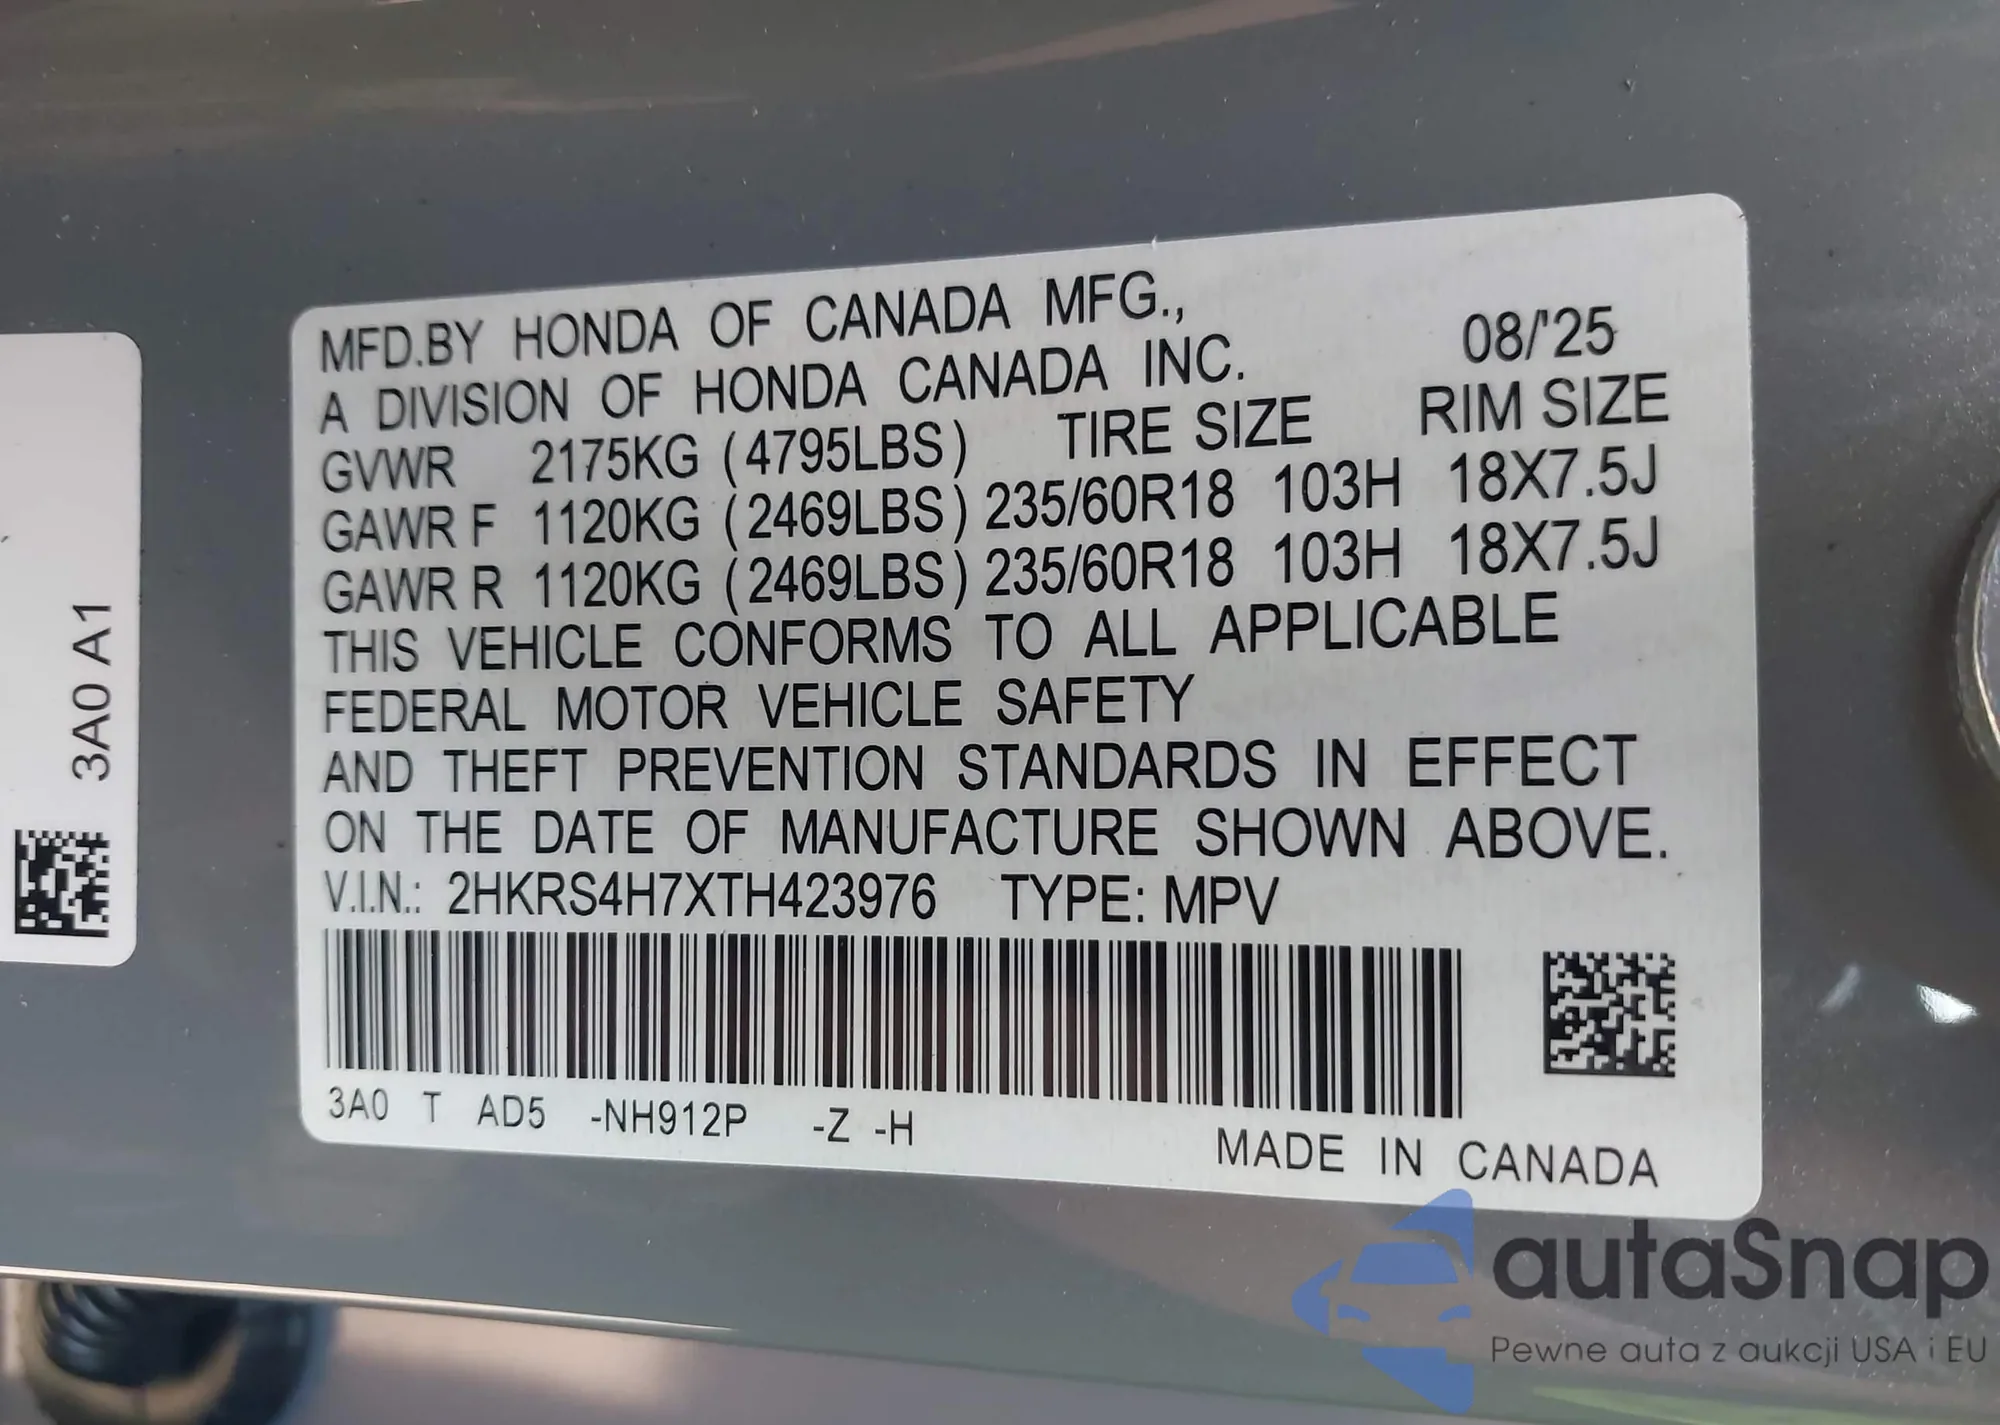 MFD.BY HONDA OF CANADA MFG.,
A DIVISION OF HONDA CANADA INC. 08/'25
GVWR 2175KG (4795LBS) TIRE SIZE RIM SIZE
GAWR F 1120KG (2469LBS) 235/60R18 103H 18X7.5J
GAWR R 1120KG (2469LBS) 235/60R18 103H 18X7.5J
THIS VEHICLE CONFORMS TO ALL APPLICABLE
FEDERAL MOTOR VEHICLE SAFETY
AND THEFT PREVENTION STANDARDS IN EFFECT
ON THE DATE OF MANUFACTURE SHOWN ABOVE.
V.I.N.: 2HKRS4H7XTH423976 TYPE: MPV
3A0 T AD5 -NH912P -Z -H
MADE IN CANADA
3A0 A1
autaSnap
Pewne auta z aukcji USA i EU